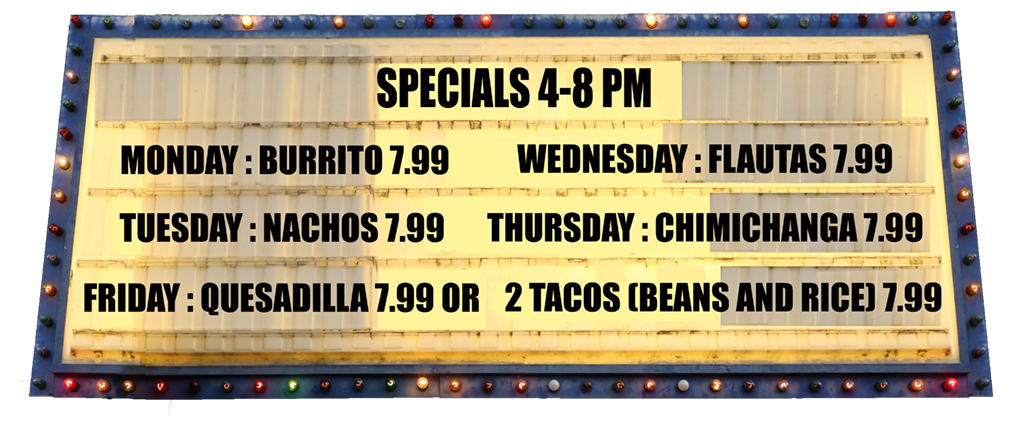 SPECIALS 4-8 PM
MONDAY : BURRITO 7.99
WEDNESDAY : FLAUTAS 7.99
TUESDAY : NACHOS 7.99
THURSDAY : CHIMICHANGA 7.99
FRIDAY : QUESADILLA 7.99 OR 2 TACOS (BEANS AND RICE) 7.99